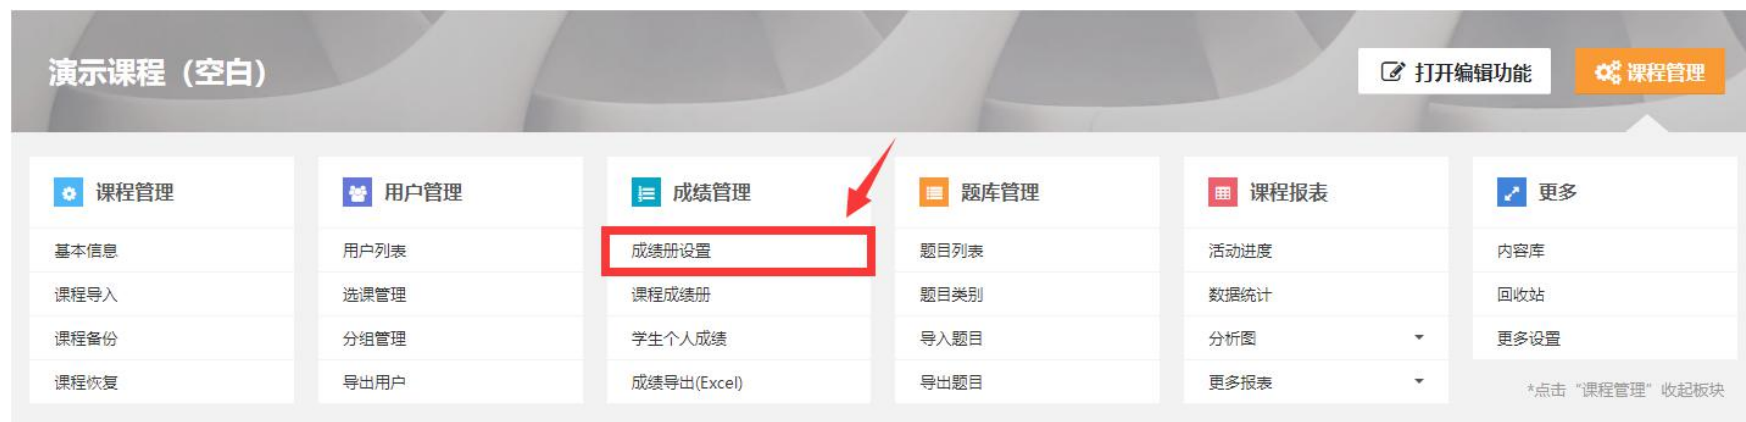 演示课程（空白）
打开编辑功能
课程管理
课程管理
基本信息
课程导入
课程备份
课程恢复
用户管理
用户列表
选课管理
分组管理
导出用户
成绩管理
成绩册设置
课程成绩册
学生个人成绩
成绩导出(Excel)
题库管理
题目列表
题目类别
导入题目
导出题目
课程报表
活动进度
数据统计
分析图
更多报表
更多
内容库
回收站
更多设置
*点击“课程管理”收起板块